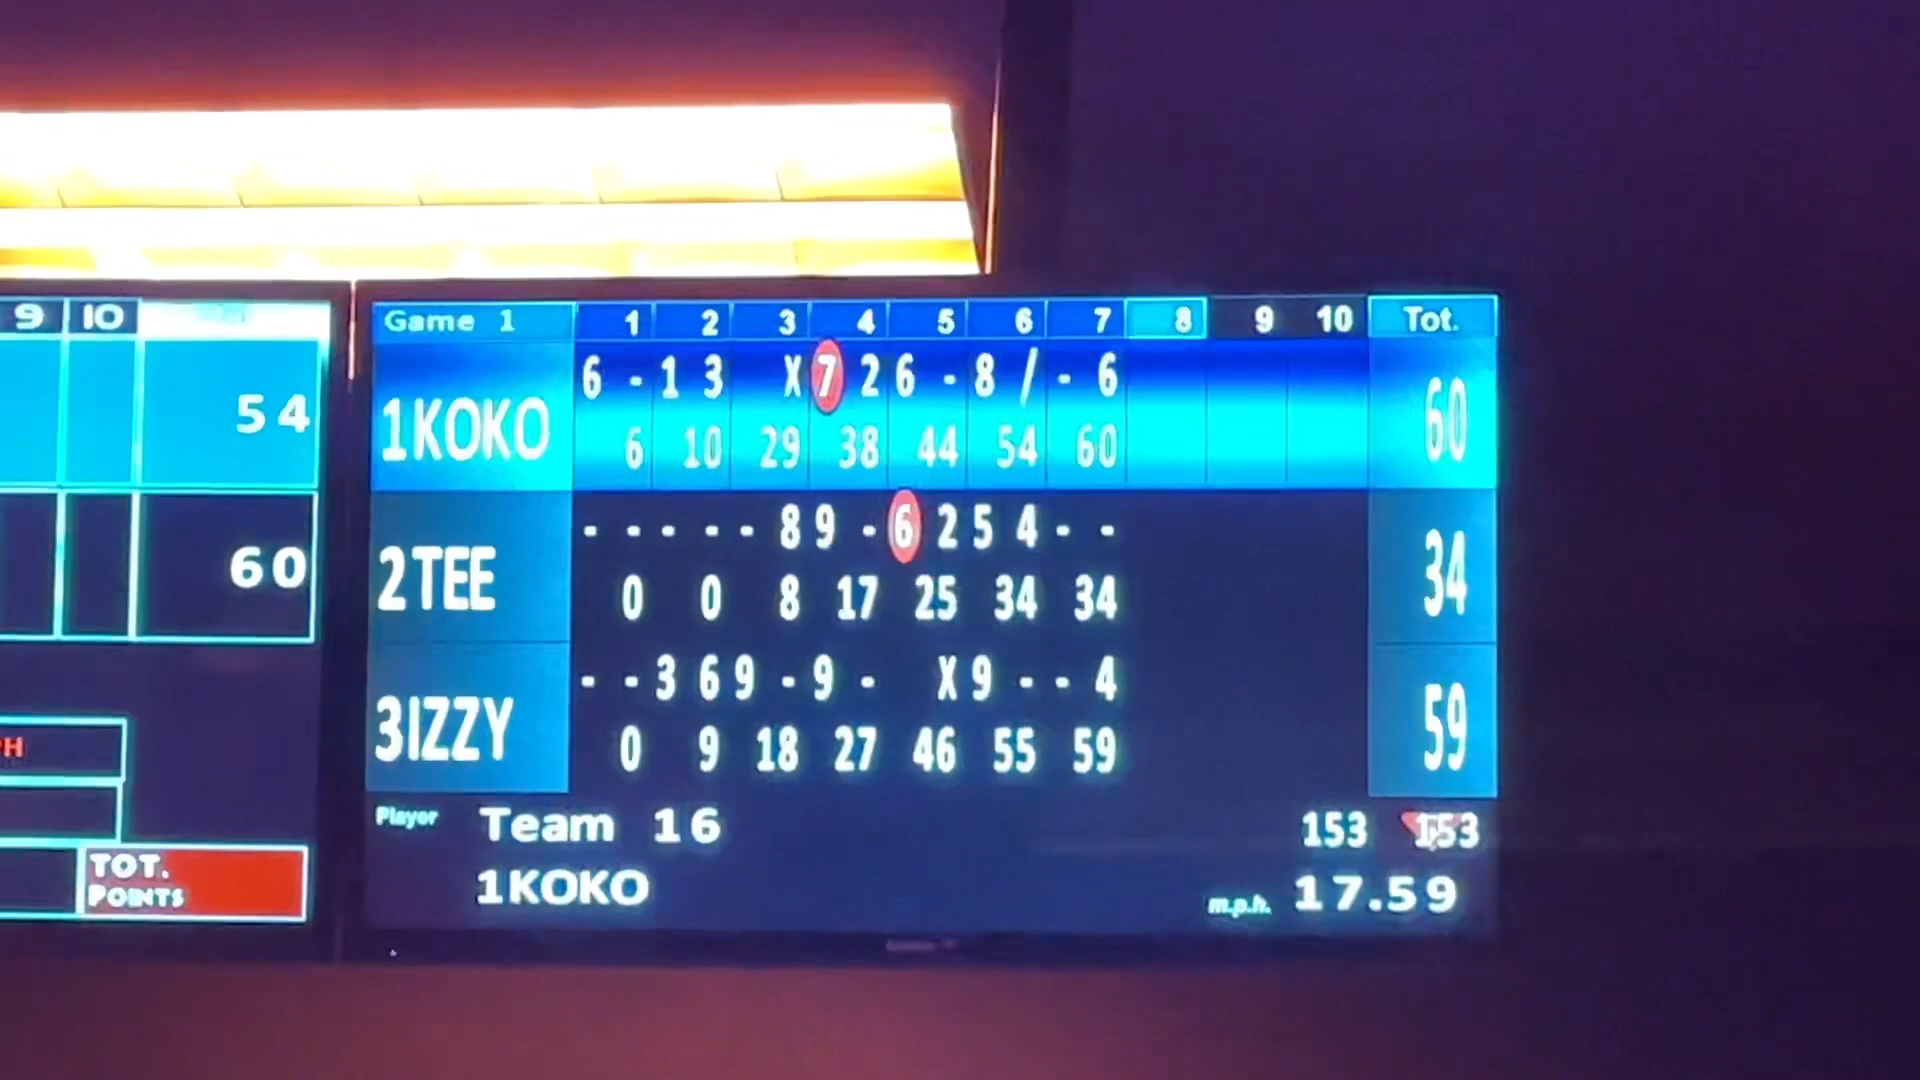 9 10
54
60
PH
TOT.
POINTS
Game 1 1 2 3 4 5 6 7 8 9 10 Tot.
6 - 1 3 X 7 2 6 - 8 / - 6
1KOKO 60
6 10 29 38 44 54 60
- - - - - 8 9 - 6 2 5 4 - -
2TEE 34
0 0 8 17 25 34 34
- - 3 6 9 - 9 - X 9 - - 4
3IZZY 59
0 9 18 27 46 55 59
Player Team 16 153 153
1KOKO m.p.h. 17.59